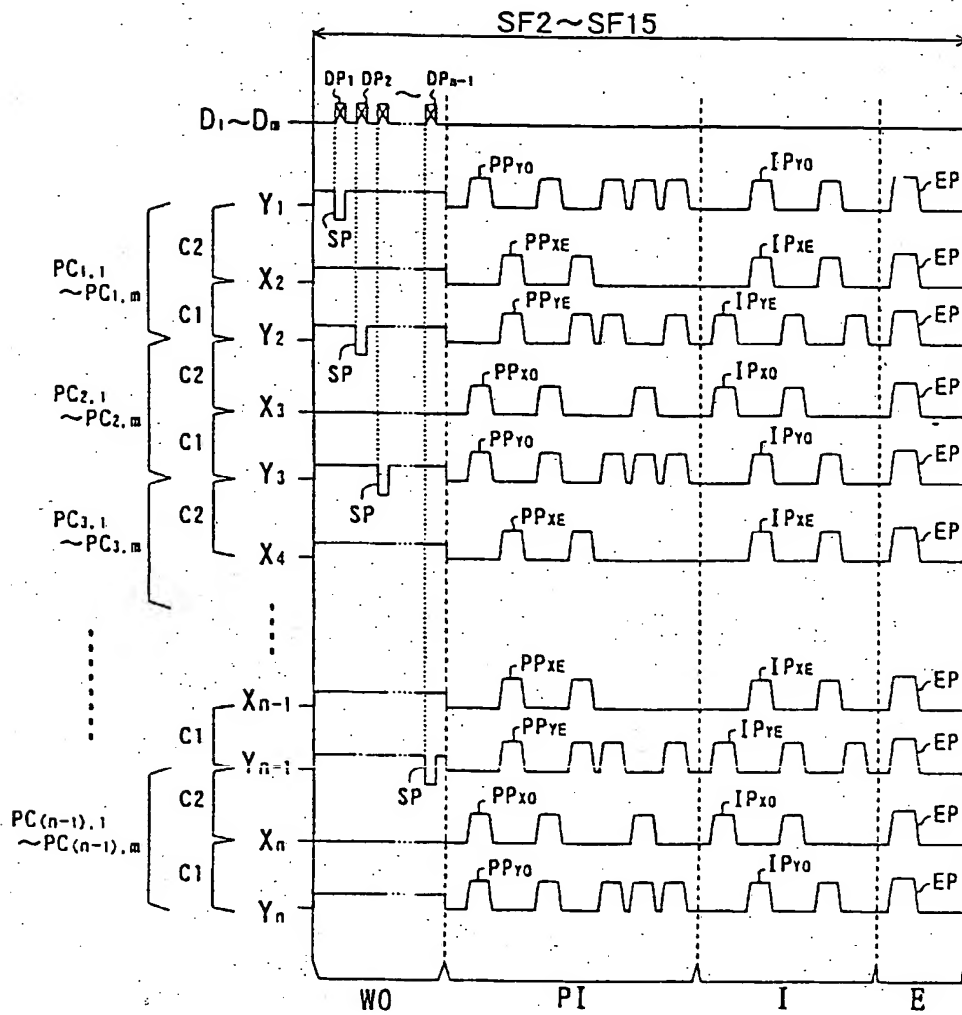 SF2～SF15
DP1 DP2 ～ DPn-1
D1～Dm
Y1 SP PPYO IPYO EP
C2
PC1,1 ～PC1,m
X2 PPXE IPXE EP
C1
Y2 SP PPYE IPYE EP
C2
PC2,1 ～PC2,m
X3 PPXO IPXO EP
C1
Y3 SP PPYO IPYO EP
C2
PC3,1 ～PC3,m
X4 PPXE IPXE EP
Xn-1 PPXE IPXE EP
C1
Yn-1 SP PPYE IPYE EP
C2
PC(n-1),1 ～PC(n-1),m
Xn PPXO IPXO EP
C1
Yn PPYO IPYO EP
WO PI I E